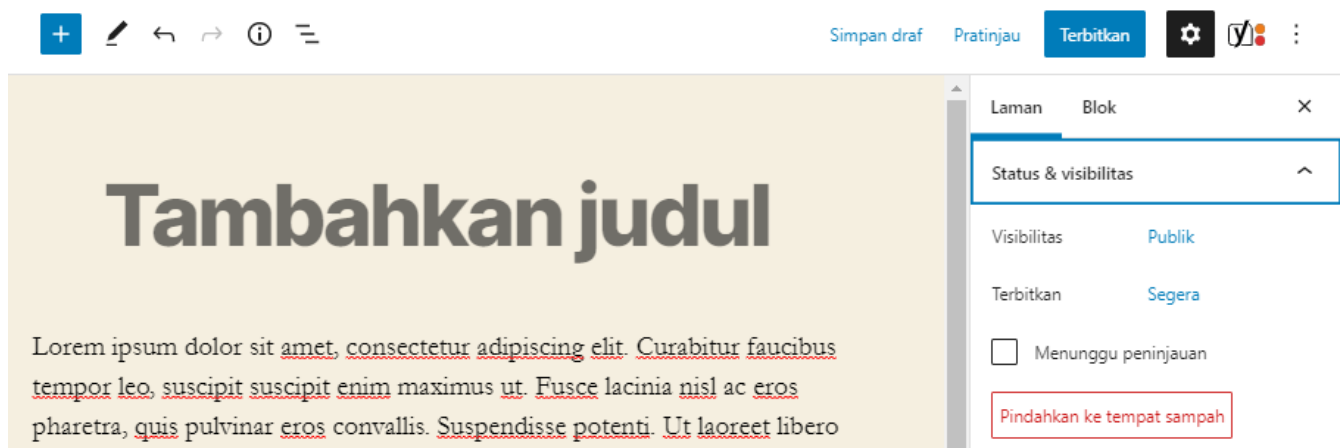 Simpan draf
Pratinjau
Terbitkan
Laman
Blok
Status & visibilitas
Visibilitas
Publik
Terbitkan
Segera
Menunggu peninjauan
Pindahkan ke tempat sampah
Tambahkan judul
Lorem ipsum dolor sit amet, consectetur adipiscing elit. Curabitur faucibus
tempor leo, suscipit suscipit enim maximus ut. Fusce lacinia nisl ac eros
pharetra, quis pulvinar eros convallis. Suspendisse potenti. Ut laoreet libero